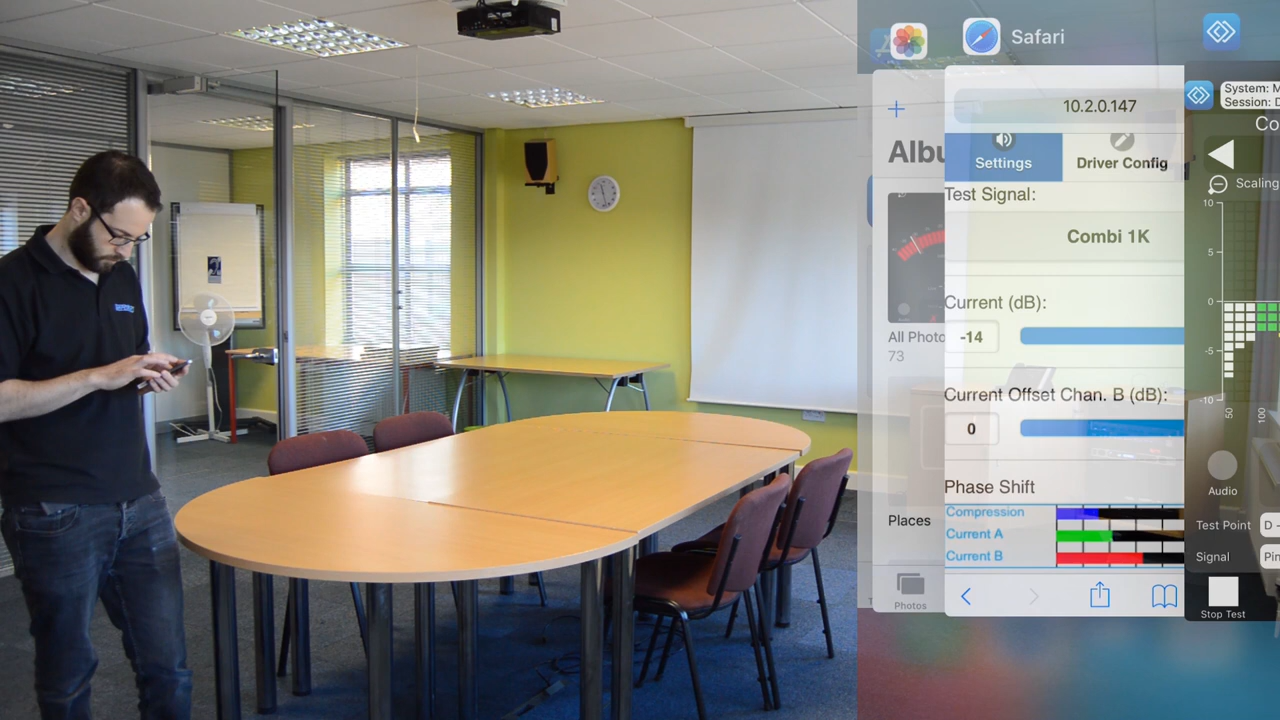 Safari
10.2.0.147
Settings
Driver Config
Test Signal:
Combi 1K
Current (dB):
-14
Current Offset Chan. B (dB):
0
Phase Shift
Compression
Current A
Current B
Albu
All Photo
73
Places
Photos
System: M
Session: D
Co
Scaling
10
5
0
-5
-10
50
100
Audio
Test Point
D -
Signal
Pin
Stop Test